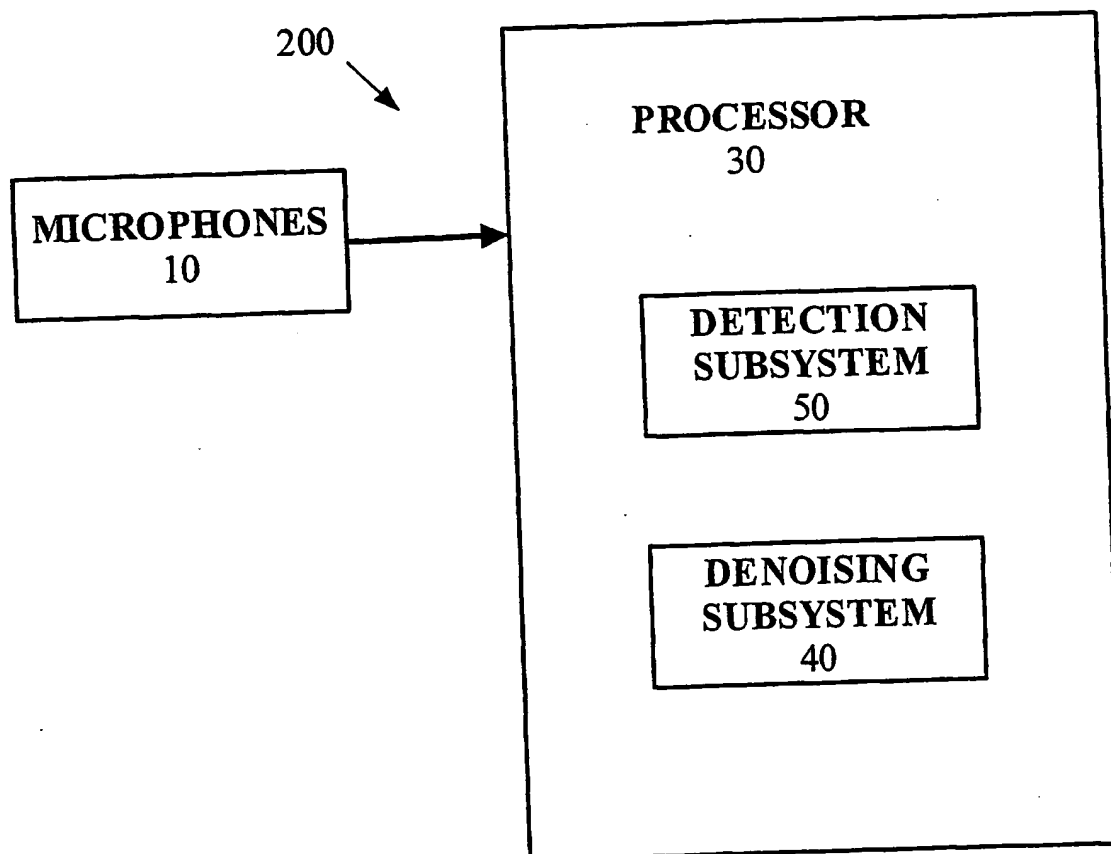 200
PROCESSOR
30
MICROPHONES
10
DETECTION
SUBSYSTEM
50
DENOISING
SUBSYSTEM
40